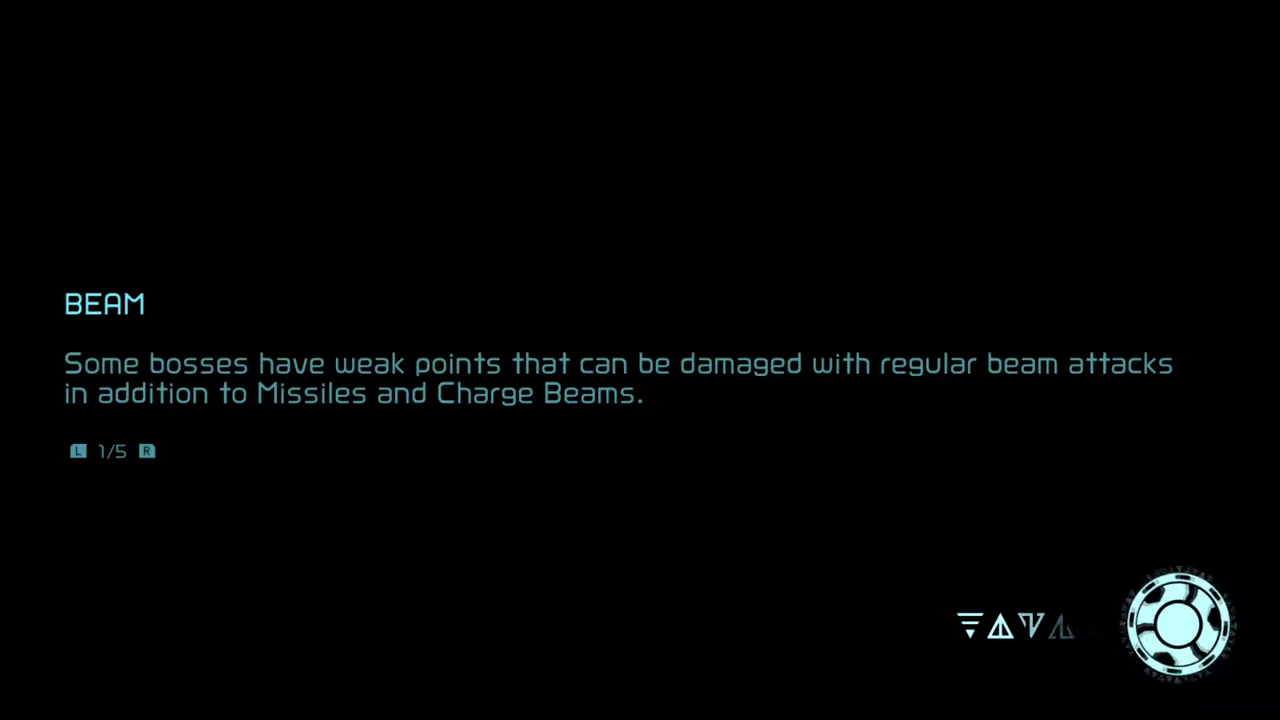 BEAM
Some bosses have weak points that can be damaged with regular beam attacks
in addition to Missiles and Charge Beams.
L 1/5 R